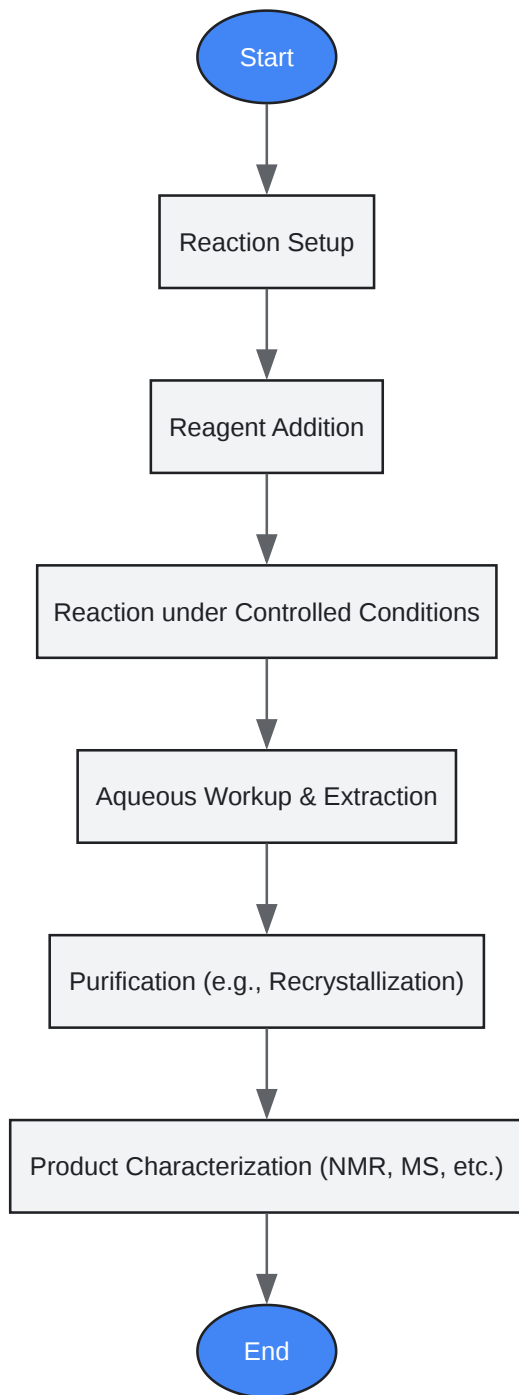 Start
Reaction Setup
Reagent Addition
Reaction under Controlled Conditions
Aqueous Workup & Extraction
Purification (e.g., Recrystallization)
Product Characterization (NMR, MS, etc.)
End